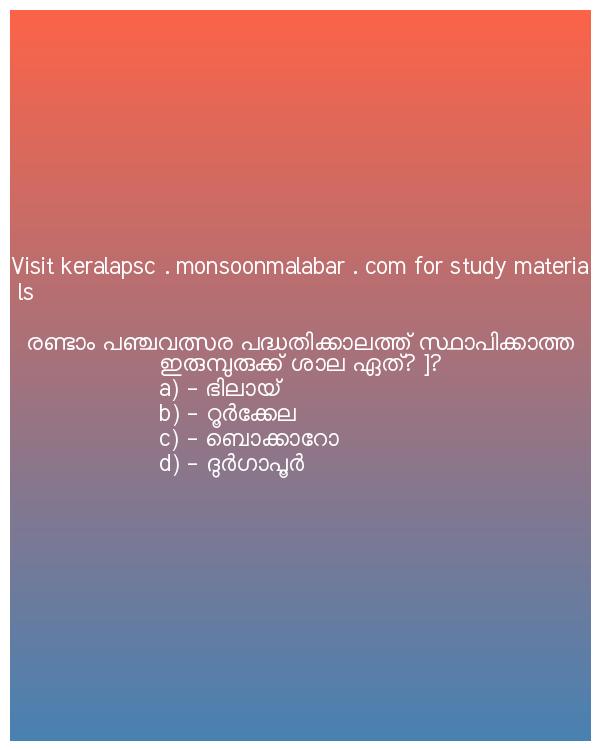 Visit keralapsc . monsoonmalabar . com for study materia
ls
രണ്ടാം പഞ്ചവത്സര പദ്ധതിക്കാലത്ത് സ്ഥാപിക്കാത്ത
ഇരുമ്പുരുക്ക് ശാല ഏത്? ]?
a) - ഭിലായ്
b) - റൂർക്കേല
c) - ബൊക്കാറോ
d) - ദുർഗാപൂർ